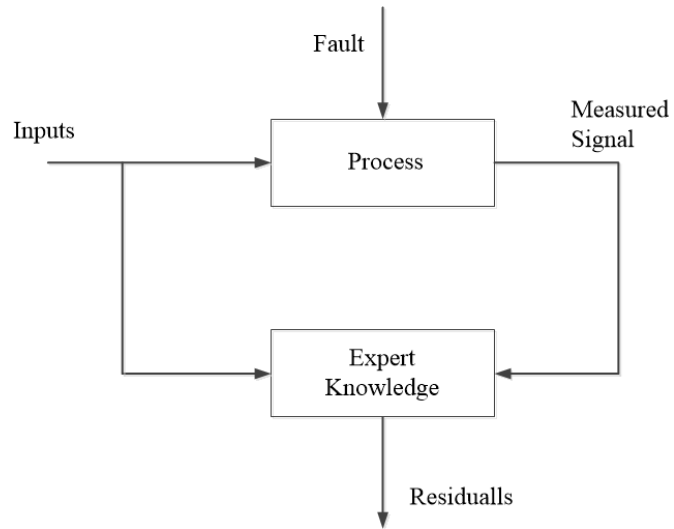 Fault
Inputs
Measured
Signal
Process
Expert
Knowledge
Residualls